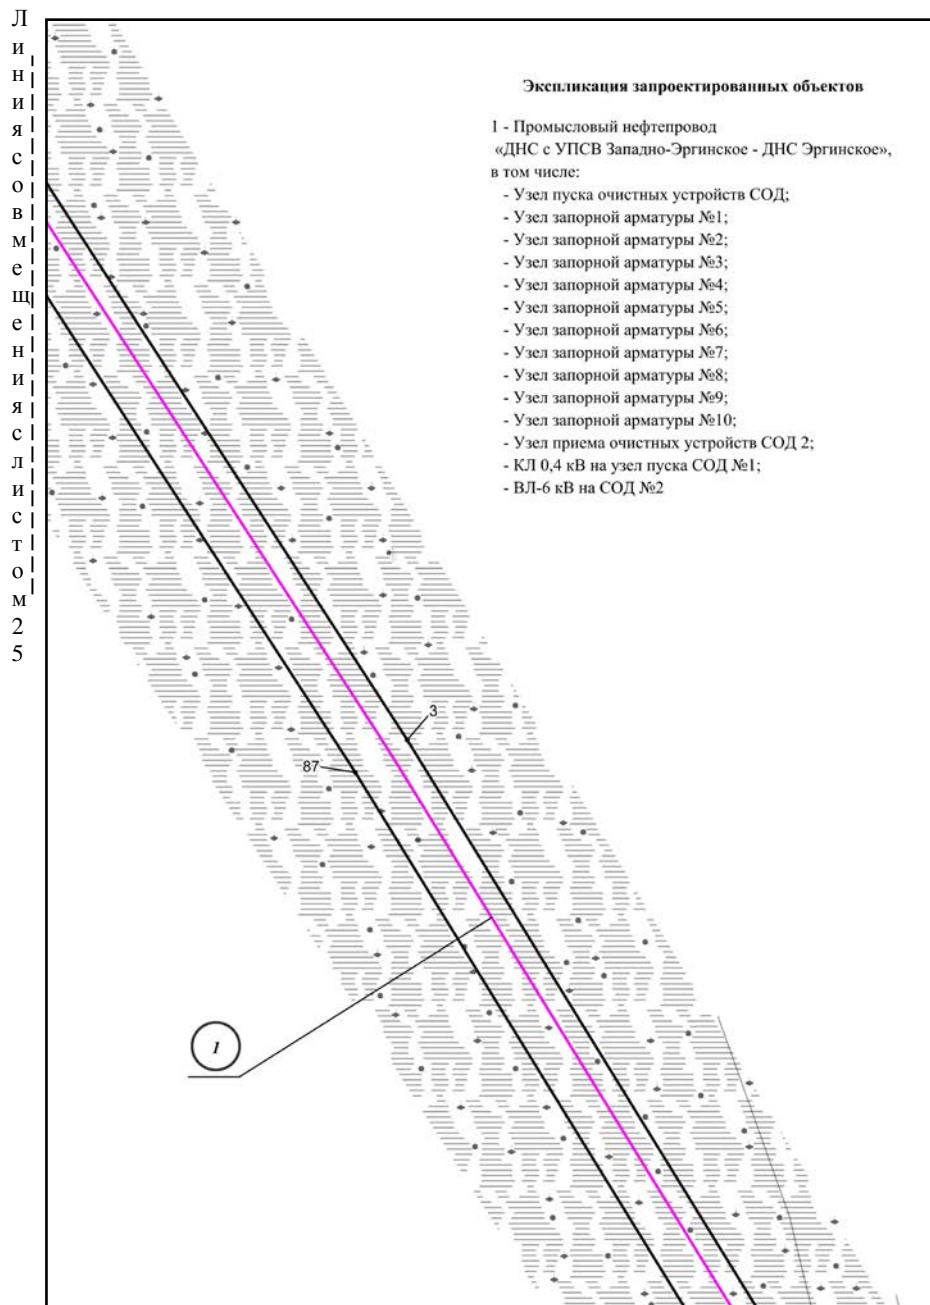 Линия совмещения с листом 25
Экспликация запроектированных объектов
1 - Промысловый нефтепровод
«ДНС с УПСВ Западно-Эргинское - ДНС Эргинское»,
в том числе:
- Узел пуска очистных устройств СОД;
- Узел запорной арматуры №1;
- Узел запорной арматуры №2;
- Узел запорной арматуры №3;
- Узел запорной арматуры №4;
- Узел запорной арматуры №5;
- Узел запорной арматуры №6;
- Узел запорной арматуры №7;
- Узел запорной арматуры №8;
- Узел запорной арматуры №9;
- Узел запорной арматуры №10;
- Узел приема очистных устройств СОД 2;
- КЛ 0,4 кВ на узел пуска СОД №1;
- ВЛ-6 кВ на СОД №2
3
87
1